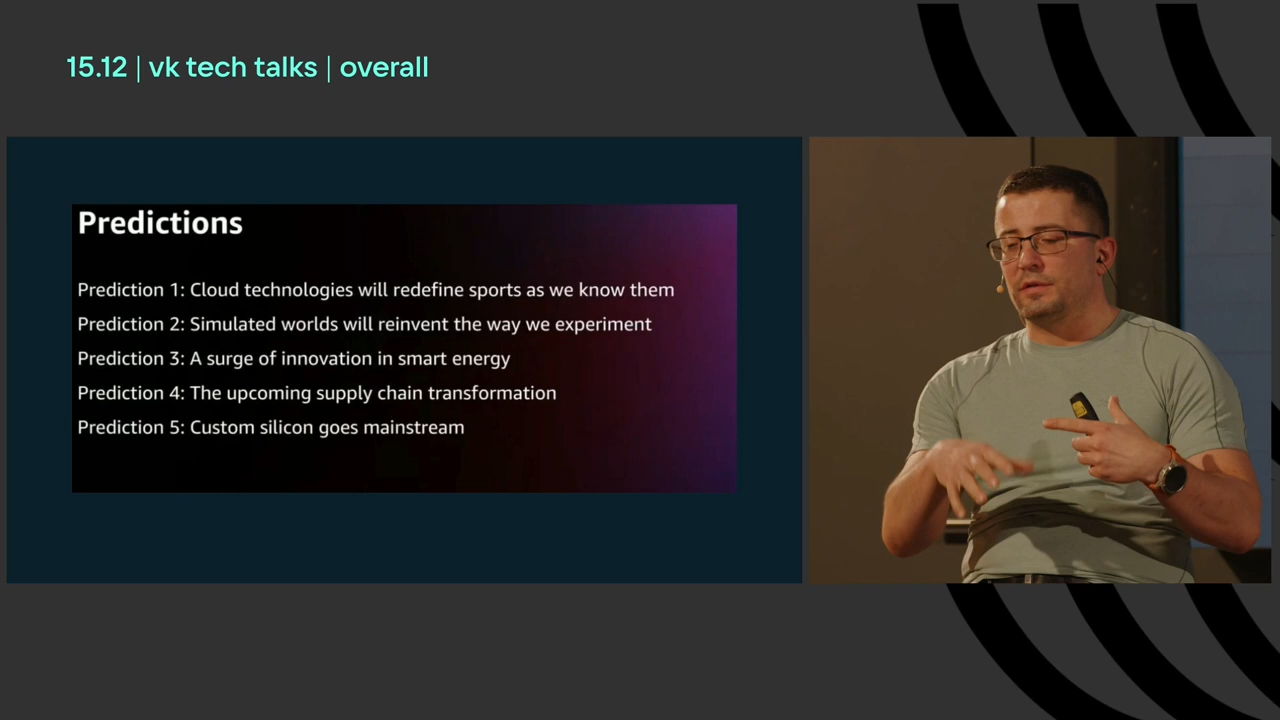 15.12 | vk tech talks | overall
Predictions
Prediction 1: Cloud technologies will redefine sports as we know them
Prediction 2: Simulated worlds will reinvent the way we experiment
Prediction 3: A surge of innovation in smart energy
Prediction 4: The upcoming supply chain transformation
Prediction 5: Custom silicon goes mainstream